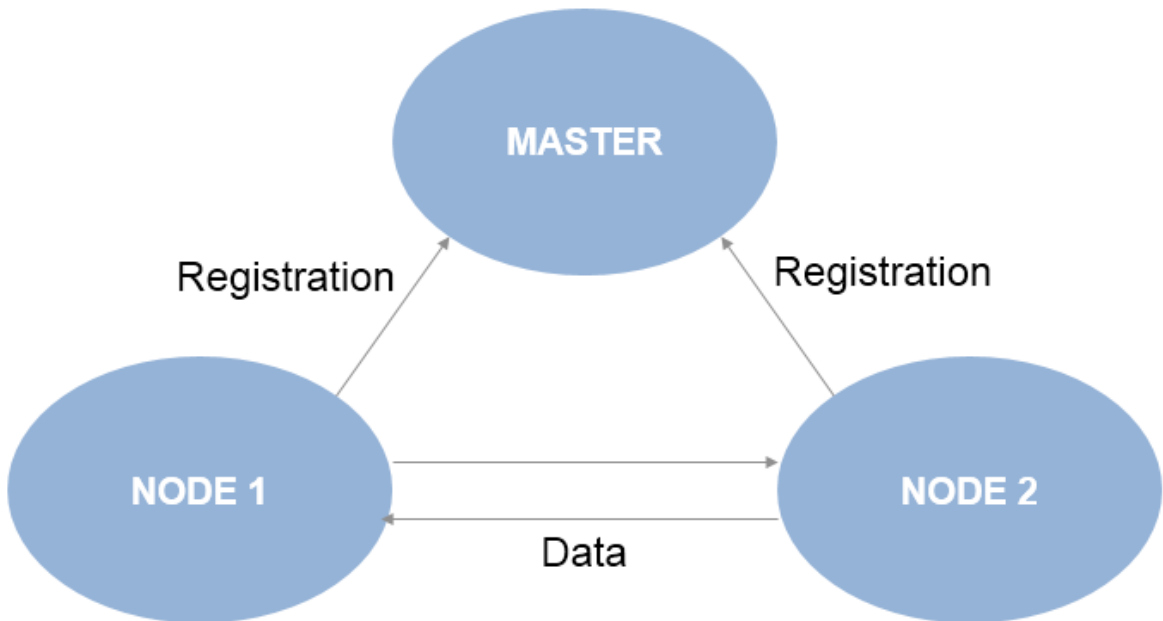 MASTER
Registration
Registration
NODE 1
NODE 2
Data